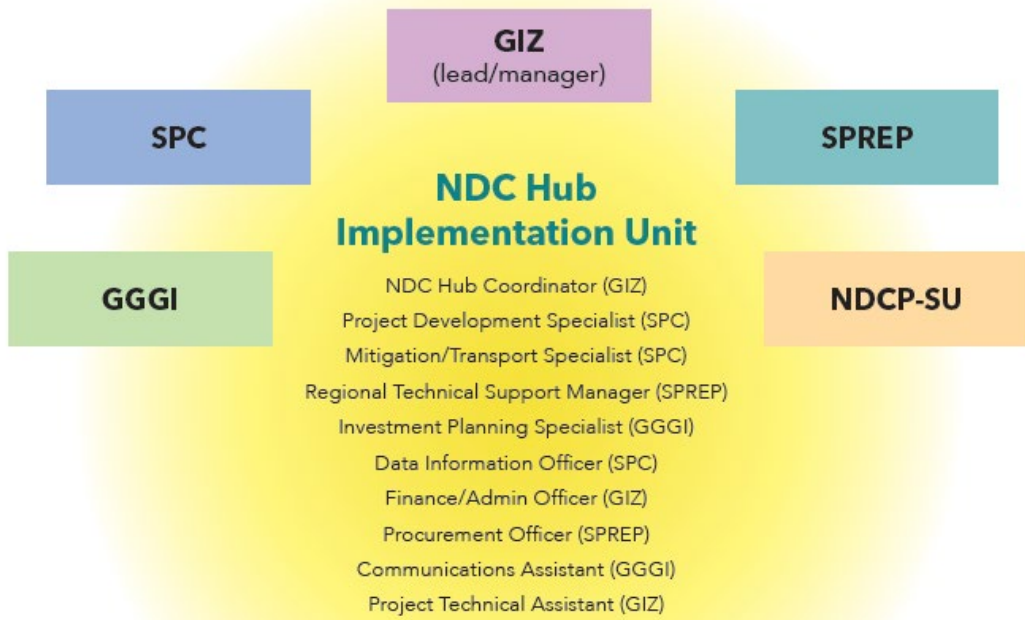 GIZ
(lead/manager)
SPC
SPREP
NDC Hub
Implementation Unit
GGGI
NDCP-SU
NDC Hub Coordinator (GIZ)
Project Development Specialist (SPC)
Mitigation/Transport Specialist (SPC)
Regional Technical Support Manager (SPREP)
Investment Planning Specialist (GGGI)
Data Information Officer (SPC)
Finance/Admin Officer (GIZ)
Procurement Officer (SPREP)
Communications Assistant (GGGI)
Project Technical Assistant (GIZ)